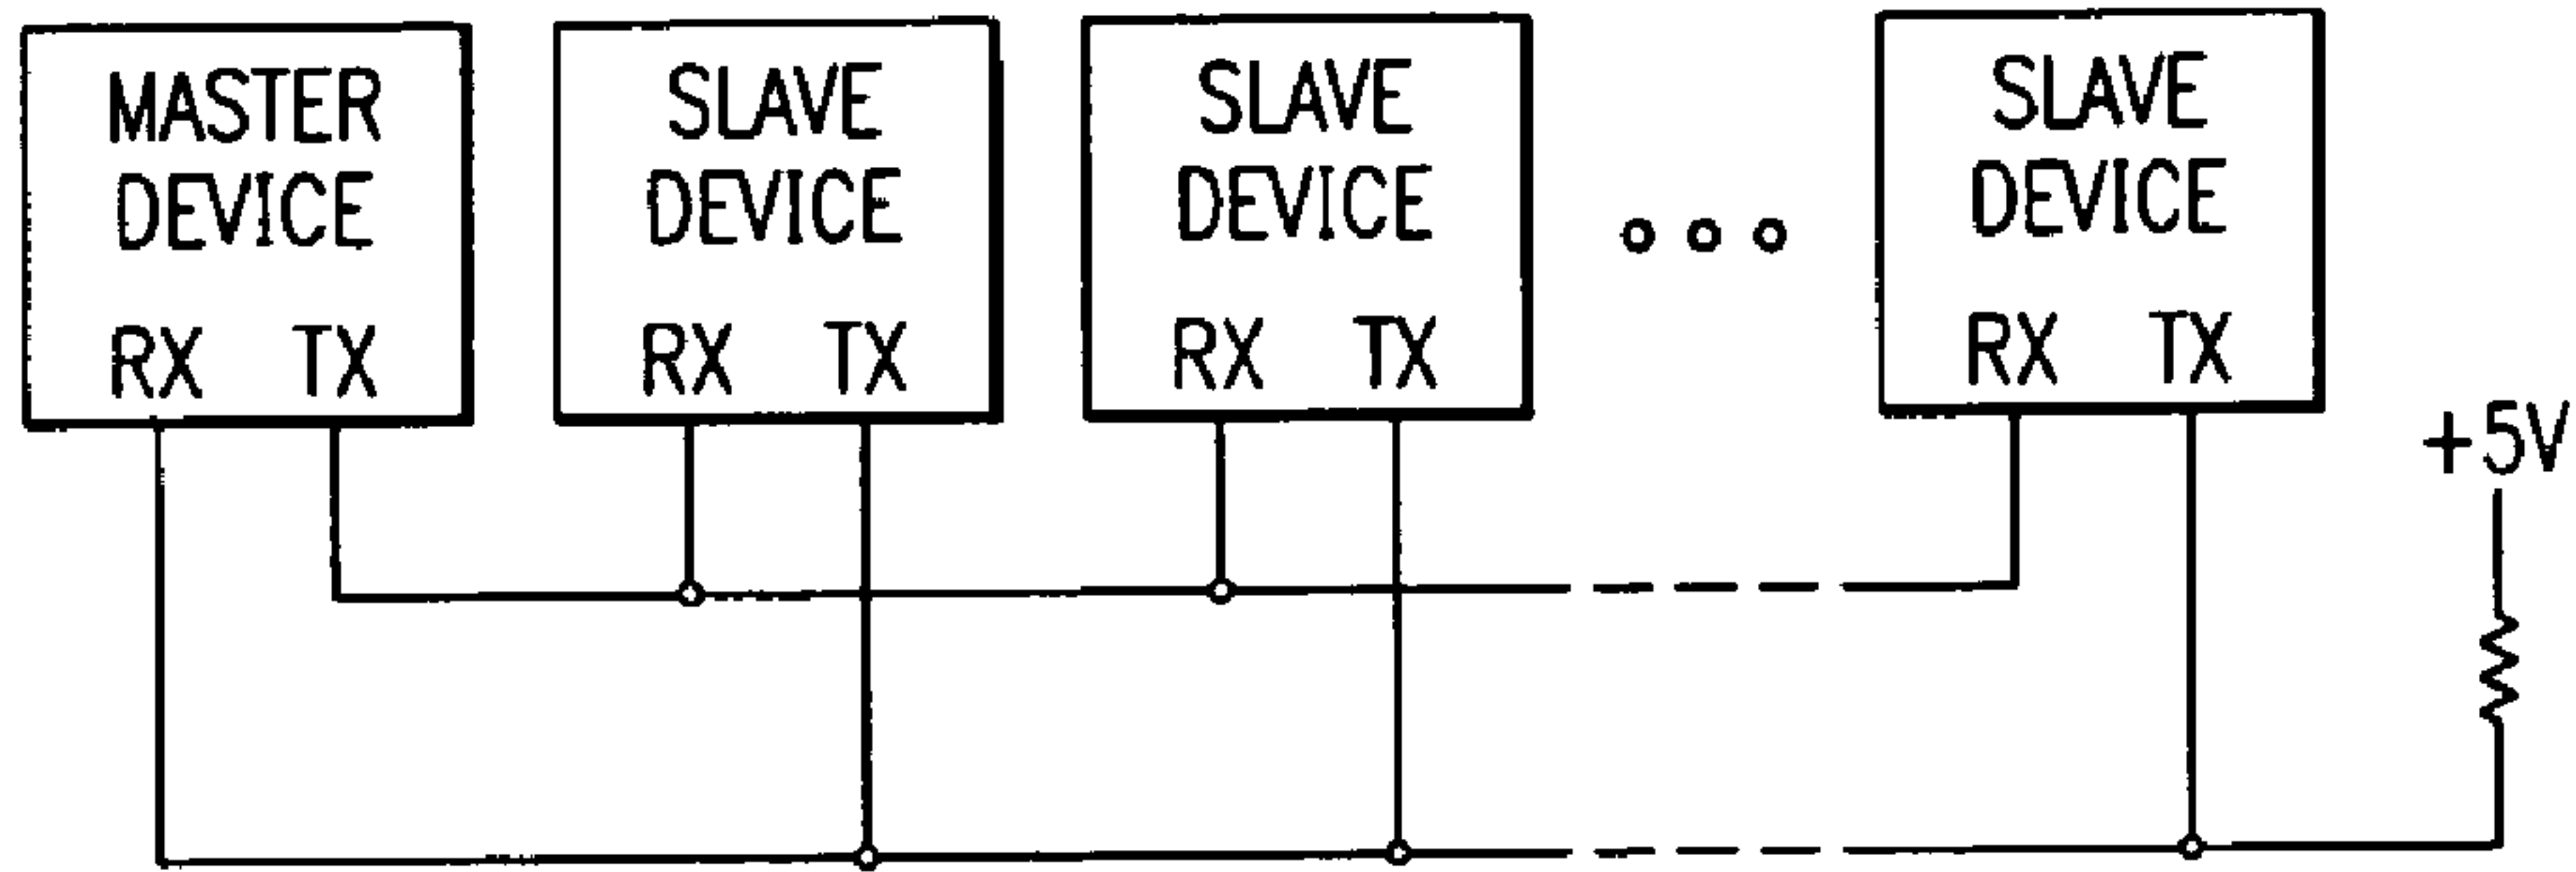 MASTER
DEVICE
RX TX
SLAVE
DEVICE
RX TX
SLAVE
DEVICE
RX TX
SLAVE
DEVICE
RX TX
+5V